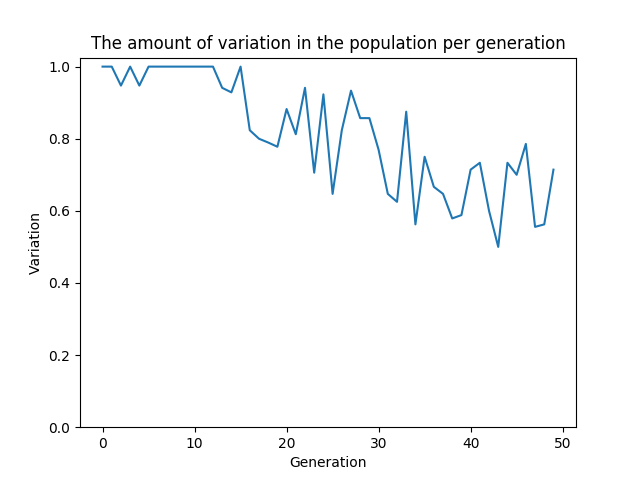 The amount of variation in the population per generation
1.0
0.8
0.6
0.4
0.2
0.0
Variation
0 10 20 30 40 50
Generation